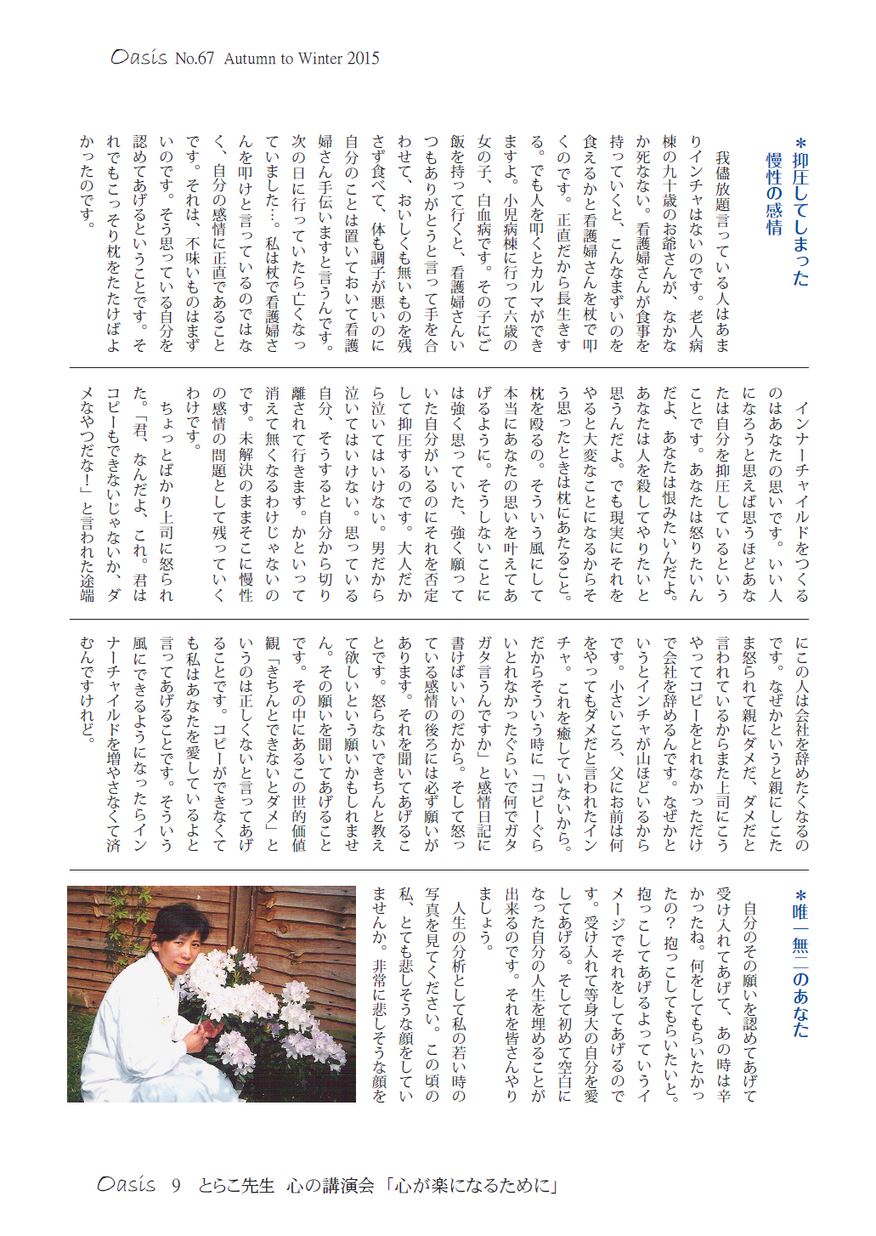 Oasis No.67 Autumn to Winter 2015
＊抑圧してしまった
慢性の感情
我儘放題言っている人はあま
りインチャはないのです。老人病
棟の九十歳のお爺さんが、なかな
か死なない。看護婦さんが食事を
持っていくと、こんなまずいのを
食えるかと看護婦さんを杖で叩
くのです。正直だから長生きす
る。でも人を叩くとカルマができ
ますよ。小児病棟に行って六歳の
女の子、白血病です。その子にご
飯を持って行くと、看護婦さんい
つもありがとうと言って手を合
わせて、おいしくも無いものを残
さず食べて、体も調子が悪いのに
自分のことは置いておいて看護
婦さん手伝いますと言うんです。
次の日に行っていたら亡くなっ
ていました…。私は杖で看護婦さ
んを叩けと言っているのではな
く、自分の感情に正直であること
です。それは、不味いものはまず
いのです。そう思っている自分を
認めてあげるということです。そ
れでもこっそり枕をたたけばよ
かったのです。
インナーチャイルドをつくる
のはあなたの思いです。いい人
になろうと思えば思うほどあな
たは自分を抑圧しているという
ことです。あなたは怒りたいん
だよ、あなたは恨みたいんだよ。
あなたは人を殺してやりたいと
思うんだよ。でも現実にそれを
やると大変なことになるからそ
う思ったときは枕にあたること。
枕を殴るの。そういう風にして
本当にあなたの思いを叶えてあ
げるように。そうしないことに
は強く思っていた、強く願って
いた自分がいるのにそれを否定
して抑圧するのです。大人だか
ら泣いてはいけない。男だから
泣いてはいけない。思っている
自分、そうすると自分から切り
離されて行きます。かといって
消えて無くなるわけじゃないの
です。未解決のままそこに慢性
の感情の問題として残っていく
わけです。
ちょっとばかり上司に怒られ
た。「君、なんだよ、これ。君は
コピーもできないじゃないか、ダ
メなやつだな！」と言われた途端
にこの人は会社を辞めたくなるの
です。なぜかというと親にしこた
ま怒られて親にダメだ、ダメだと
言われているからまた上司にこう
やってコピーをとれなかっただけ
で会社を辞めるんです。なぜかと
いうとインチャが山ほどいるから
です。小さいころ、父にお前は何
をやってもダメだと言われたイン
チャ。これを癒していないから。
だからそういう時に「コピーぐら
いとれなかったぐらいで何でガタ
ガタ言うんですか」と感情日記に
書けばいいのだから。そして怒っ
ている感情の後ろには必ず願いが
あります。それを聞いてあげるこ
とです。怒らないできちんと教え
て欲しいという願いかもしれませ
ん。その願いを聞いてあげること
です。その中にあるこの世的価値
観「きちんとできないとダメ」と
いうのは正しくないと言ってあげ
ることです。コピーができなくて
も私はあなたを愛しているよと
言ってあげることです。そういう
風にできるようになったらイン
ナーチャイルドを増やさなくて済
むんですけれど。
＊唯一無二のあなた
自分のその願いを認めてあげて
受け入れてあげて、あの時は辛
かったね。何をしてもらいたかっ
たの？ 抱っこしてもらいたいと。
抱っこしてあげるよっていうイ
メージでそれをしてあげるので
す。受け入れて等身大の自分を愛
してあげる。そして初めて空白に
なった自分の人生を埋めることが
出来るのです。それを皆さんやり
ましょう。
人生の分析として私の若い時の
写真を見てください。この頃の
私、とても悲しそうな顔をしてい
ませんか。非常に悲しそうな顔を
Oasis 9 とらこ先生 心の講演会「心が楽になるために」